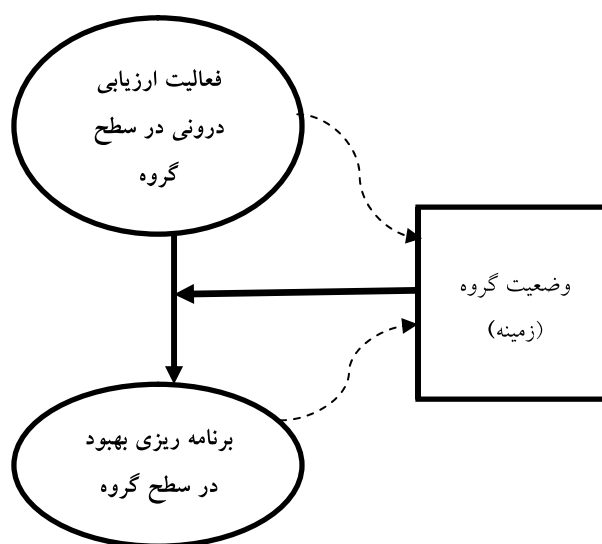 فعالیت ارزیابی
درونی در سطح
گروه
وضعیت گروه
(زمینه)
برنامه ریزی بهبود
در سطح گروه